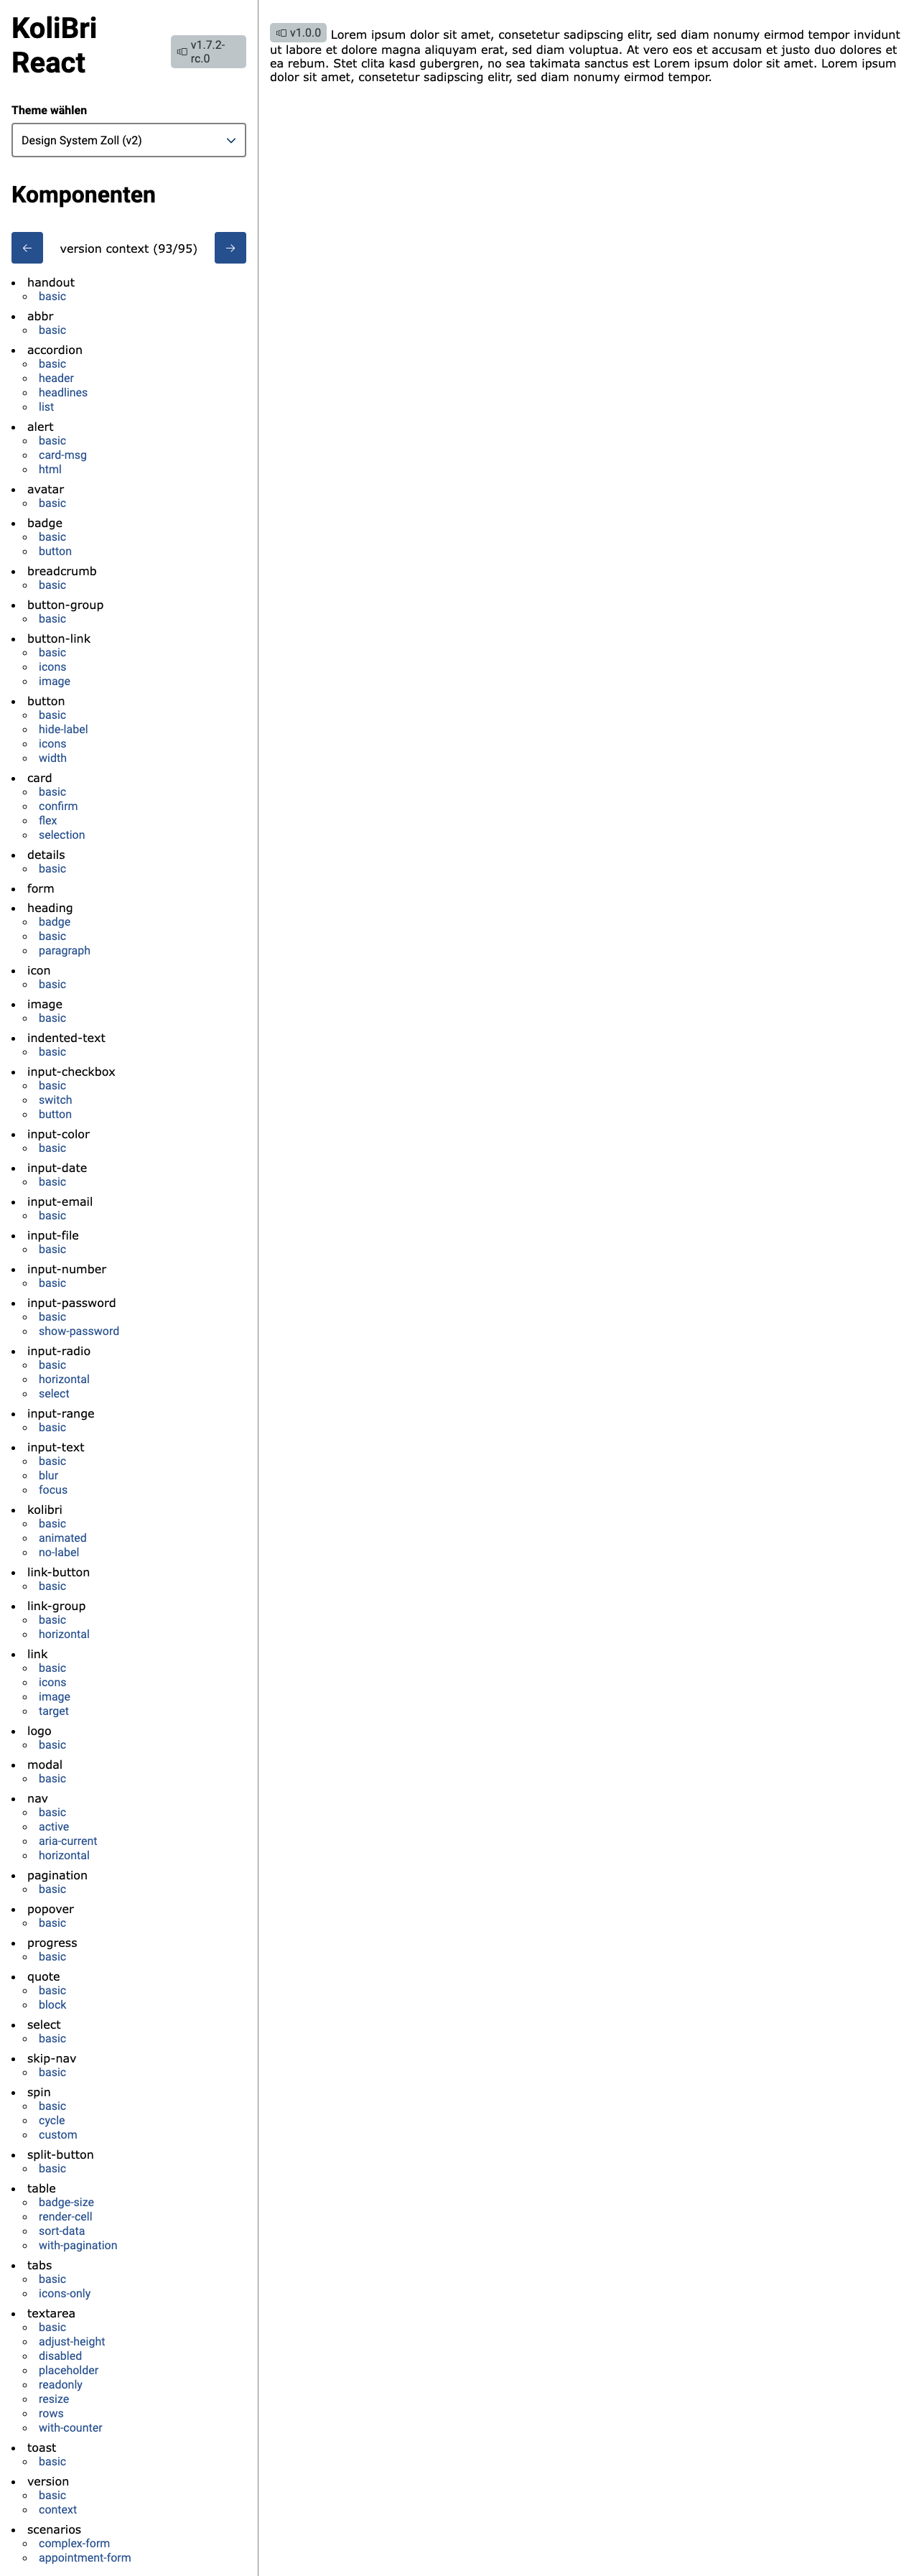 KoliBri
React
v1.7.2-
rc.0
Theme wählen
Design System Zoll (v2)
Komponenten
version context (93/95)
handout
basic
abbr
basic
accordion
basic
header
headlines
list
alert
basic
card-msg
html
avatar
basic
badge
basic
button
breadcrumb
basic
button-group
basic
button-link
basic
icons
image
button
basic
hide-label
icons
width
card
basic
confirm
flex
selection
details
basic
form
heading
badge
basic
paragraph
icon
basic
image
basic
indented-text
basic
input-checkbox
basic
switch
button
input-color
basic
input-date
basic
input-email
basic
input-file
basic
input-number
basic
input-password
basic
show-password
input-radio
basic
horizontal
select
input-range
basic
input-text
basic
blur
focus
kolibri
basic
animated
no-label
link-button
basic
link-group
basic
horizontal
link
basic
icons
image
target
logo
basic
modal
basic
nav
basic
active
aria-current
horizontal
pagination
basic
popover
basic
progress
basic
quote
basic
block
select
basic
skip-nav
basic
spin
basic
cycle
custom
split-button
basic
table
badge-size
render-cell
sort-data
with-pagination
tabs
basic
icons-only
textarea
basic
adjust-height
disabled
placeholder
readonly
resize
rows
with-counter
toast
basic
version
basic
context
scenarios
complex-form
appointment-form
v1.0.0 Lorem ipsum dolor sit amet, consetetur sadipscing elitr, sed diam nonumy eirmod tempor invidunt
ut labore et dolore magna aliquyam erat, sed diam voluptua. At vero eos et accusam et justo duo dolores et
ea rebum. Stet clita kasd gubergren, no sea takimata sanctus est Lorem ipsum dolor sit amet. Lorem ipsum
dolor sit amet, consetetur sadipscing elitr, sed diam nonumy eirmod tempor.